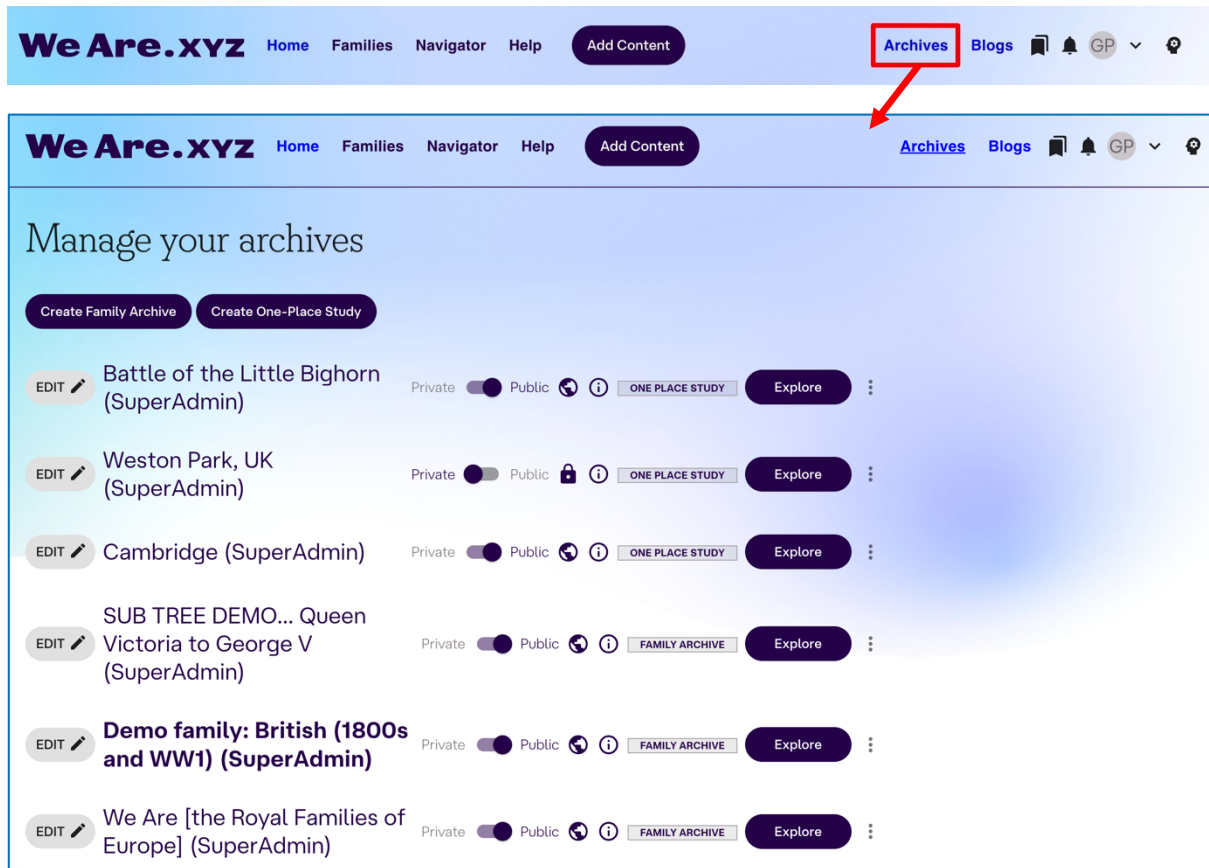 We Are.xyz Home Families Navigator Help Add Content Archives Blogs GP
We Are.xyz Home Families Navigator Help Add Content Archives Blogs GP
Manage your archives
Create Family Archive Create One-Place Study
EDIT Battle of the Little Bighorn
(SuperAdmin) Private Public ONE PLACE STUDY Explore
EDIT Weston Park, UK
(SuperAdmin) Private Public ONE PLACE STUDY Explore
EDIT Cambridge (SuperAdmin) Private Public ONE PLACE STUDY Explore
SUB TREE DEMO... Queen
EDIT Victoria to George V Private Public FAMILY ARCHIVE Explore
(SuperAdmin)
EDIT Demo family: British (1800s
and WW1) (SuperAdmin) Private Public FAMILY ARCHIVE Explore
EDIT We Are [the Royal Families of
Europe] (SuperAdmin) Private Public FAMILY ARCHIVE Explore